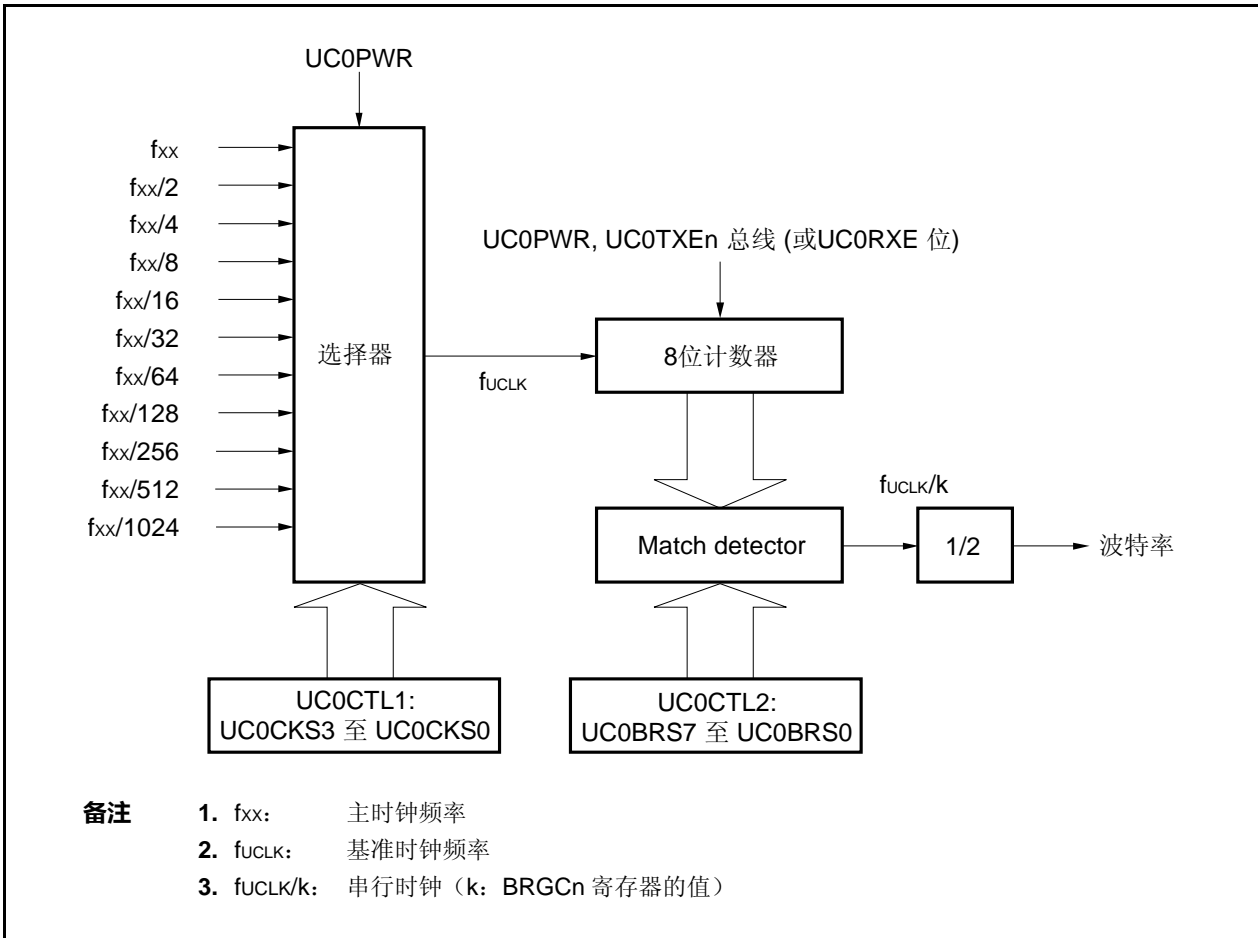 UC0PWR
fXX
fXX/2
fXX/4
fXX/8
fXX/16
fXX/32
fXX/64
fXX/128
fXX/256
fXX/512
fXX/1024
选择器
fUCLK
UC0PWR, UC0TXEn 总线 (或UC0RXE 位)
8位计数器
Match detector
fUCLK/k
1/2
波特率
UC0CTL1:
UC0CKS3 至 UC0CKS0
UC0CTL2:
UC0BRS7 至 UC0BRS0
备注 1. fXX： 主时钟频率
2. fUCLK： 基准时钟频率
3. fUCLK/k： 串行时钟（k：BRGCn 寄存器的值）